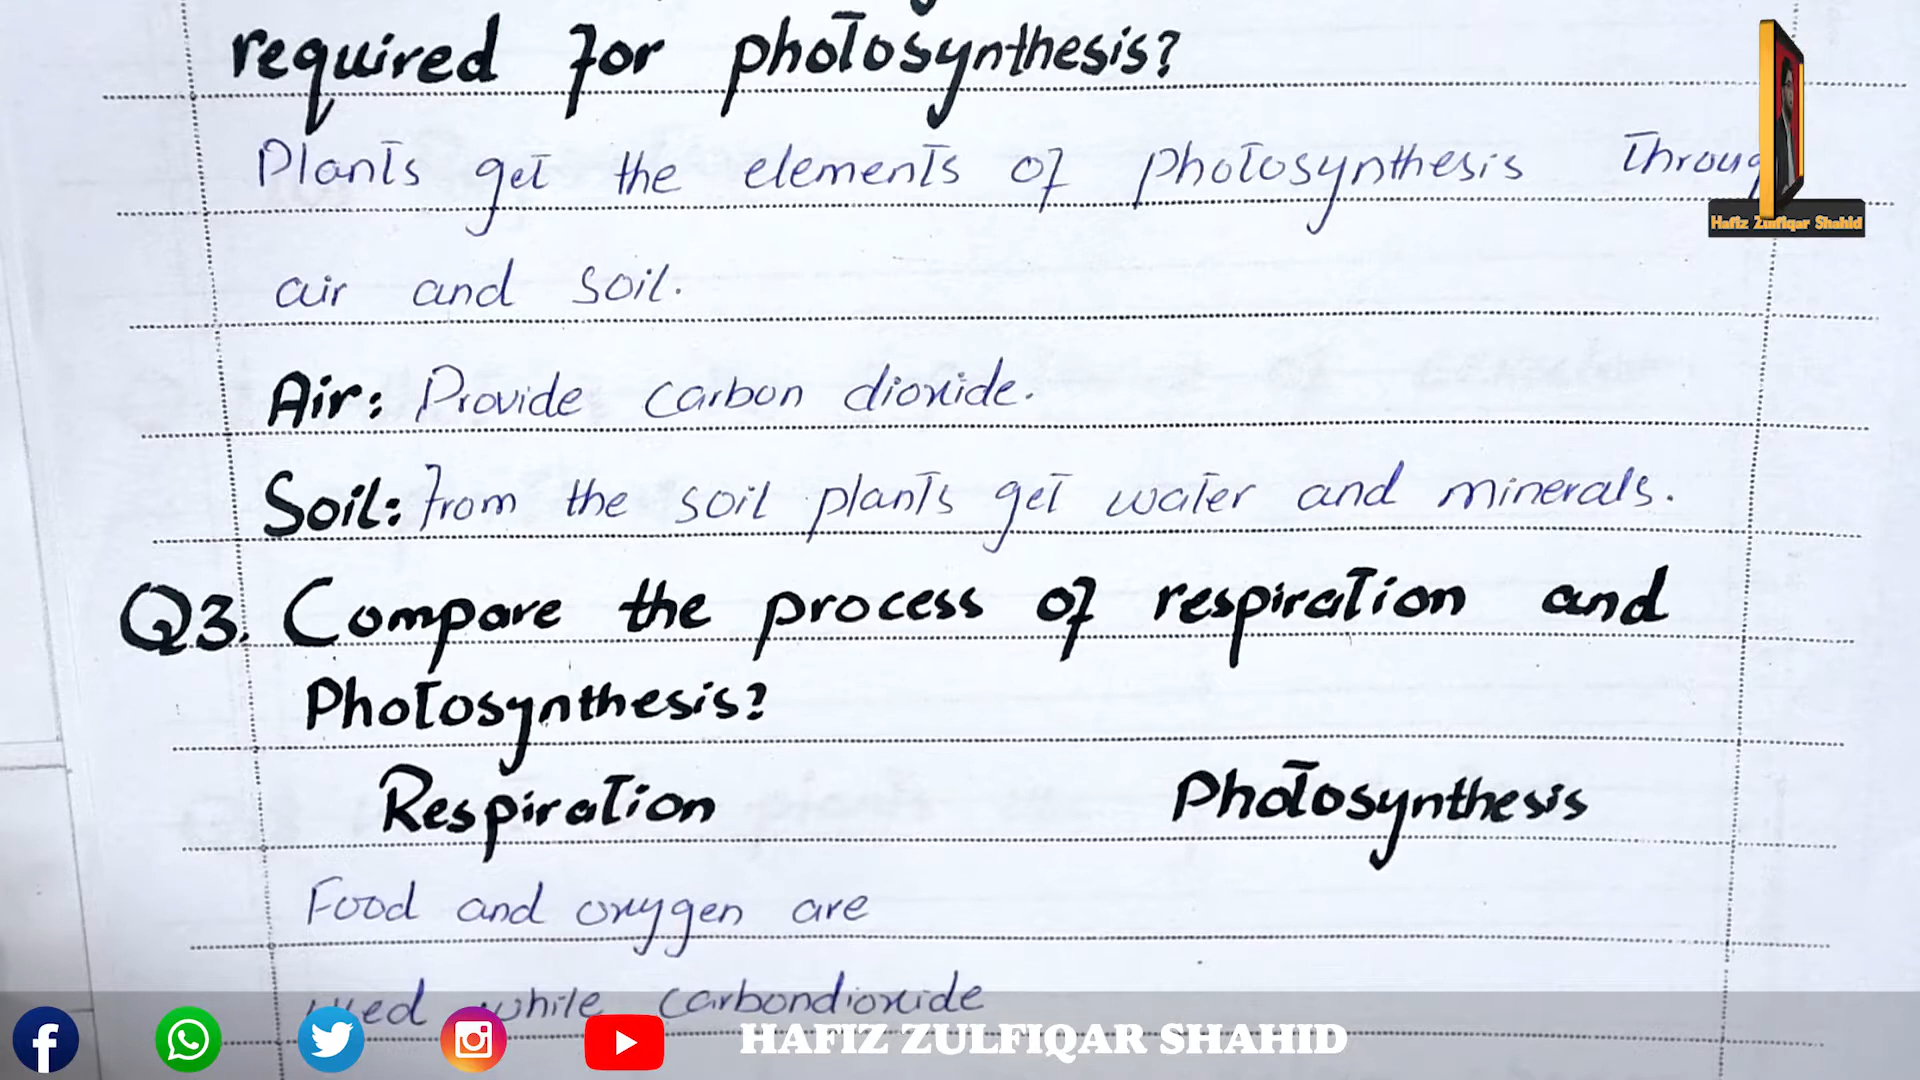 required for photosynthesis?
Plants get the elements of photosynthesis throug
Hafiz Zulfiqar Shahid
air and soil.
Air: Provide carbon dioxide.
Soil: from the soil plants get water and minerals.
Q3. Compare the process of respiration and
Photosynthesis?
Respiration Photosynthesis
Food and oxygen are
used while carbondioxide
HAFIZ ZULFIQAR SHAHID